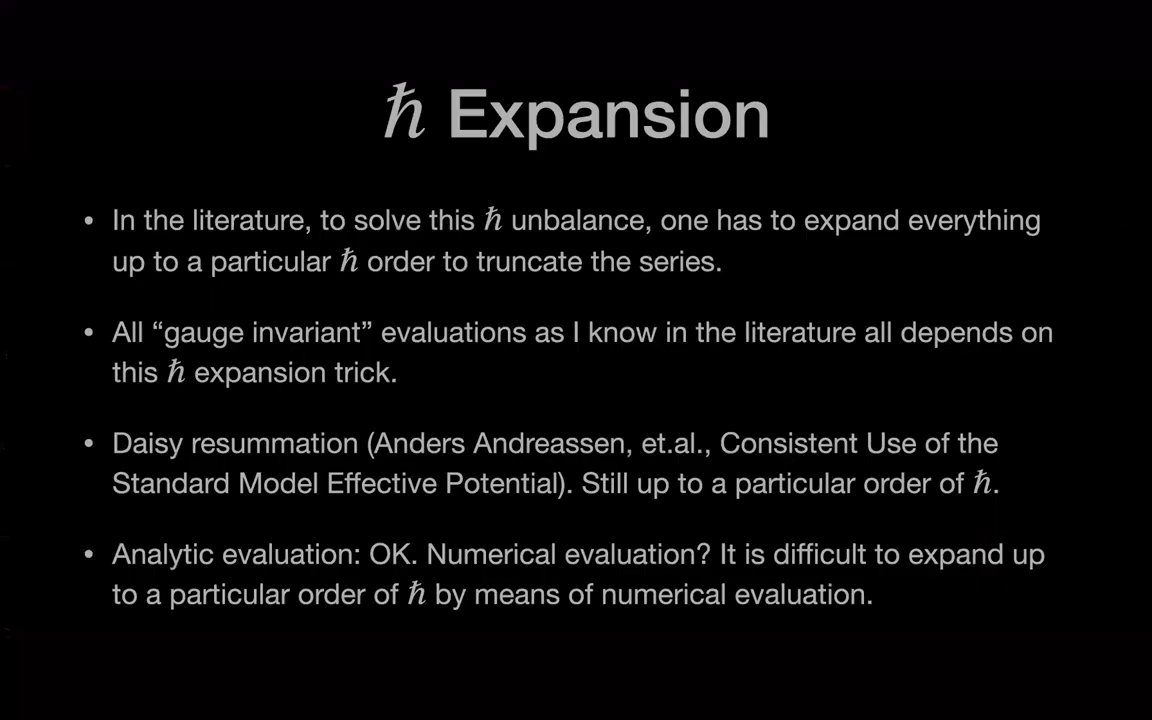 ℏ Expansion
• In the literature, to solve this ℏ unbalance, one has to expand everything
up to a particular ℏ order to truncate the series.
• All “gauge invariant” evaluations as I know in the literature all depends on
this ℏ expansion trick.
• Daisy resummation (Anders Andreassen, et.al., Consistent Use of the
Standard Model Effective Potential). Still up to a particular order of ℏ.
• Analytic evaluation: OK. Numerical evaluation? It is difficult to expand up
to a particular order of ℏ by means of numerical evaluation.